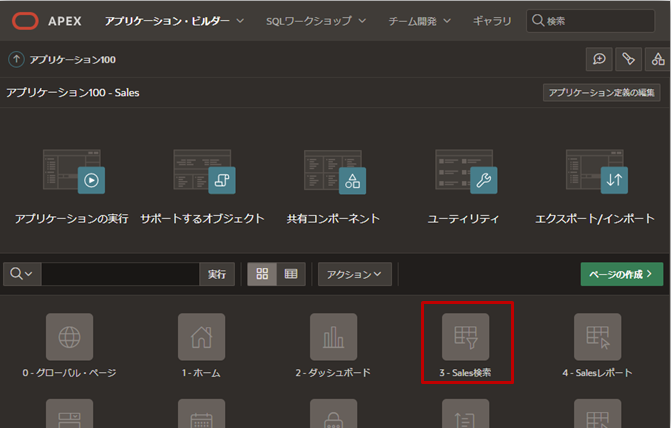 APEX アプリケーション・ビルダー SQLワークショップ チーム開発 ギャラリ 検索
アプリケーション100
アプリケーション100 - Sales アプリケーション定義の編集
アプリケーションの実行 サポートするオブジェクト 共有コンポーネント ユーティリティ エクスポート/インポート
実行 アクション ページの作成
0 - グローバル・ページ 1 - ホーム 2 - ダッシュボード 3 - Sales検索 4 - Salesレポート